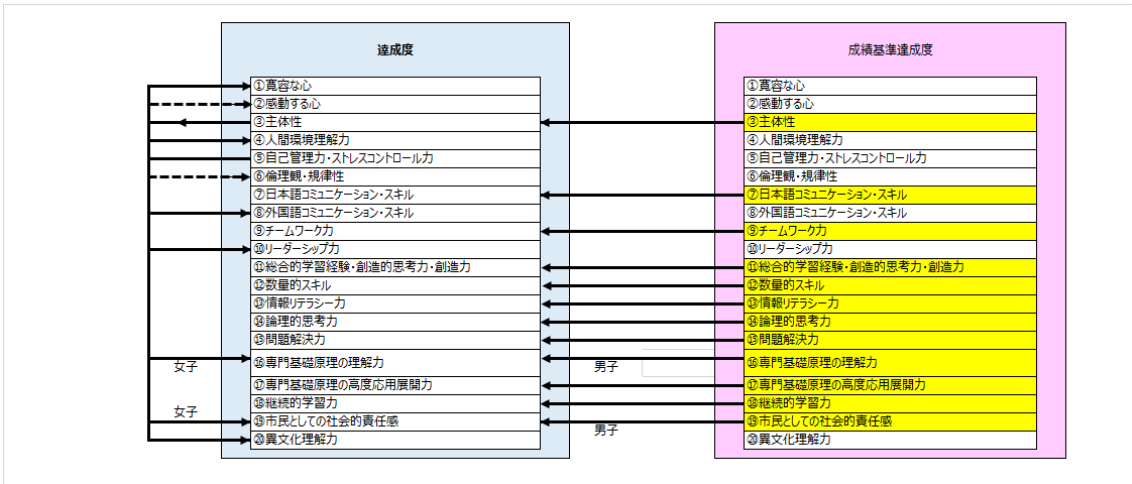 達成度
①寛容な心
②感動する心
③主体性
④人間環境理解力
⑤自己管理力・ストレスコントロール力
⑥倫理観・規律性
⑦日本語コミュニケーション・スキル
⑧外国語コミュニケーション・スキル
⑨チームワーク力
⑩リーダーシップ力
⑪総合的学習経験・創造的思考力・創造力
⑫数量的スキル
⑬情報リテラシー力
⑭論理的思考力
⑮問題解決力
⑯専門基礎原理の理解力
⑰専門基礎原理の高度応用展開力
⑱継続的学習力
⑲市民としての社会的責任感
⑳異文化理解力
女子
女子
男子
男子
成績基準達成度
①寛容な心
②感動する心
③主体性
④人間環境理解力
⑤自己管理力・ストレスコントロール力
⑥倫理観・規律性
⑦日本語コミュニケーション・スキル
⑧外国語コミュニケーション・スキル
⑨チームワーク力
⑩リーダーシップ力
⑪総合的学習経験・創造的思考力・創造力
⑫数量的スキル
⑬情報リテラシー力
⑭論理的思考力
⑮問題解決力
⑯専門基礎原理の理解力
⑰専門基礎原理の高度応用展開力
⑱継続的学習力
⑲市民としての社会的責任感
⑳異文化理解力